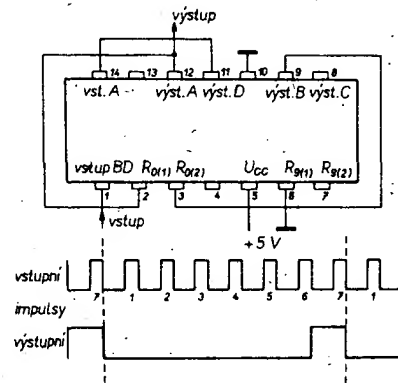 výstup
14 13 12 11 10 9 8
vst. A výst. A výst. D výst. B výst. C
vstup BD R0(1) R0(2) UCC R9(1) R9(2)
1 2 3 4 5 6 7
vstup
+5 V
vstupní
7 1 2 3 4 5 6 7 1
impulsy
výstupní